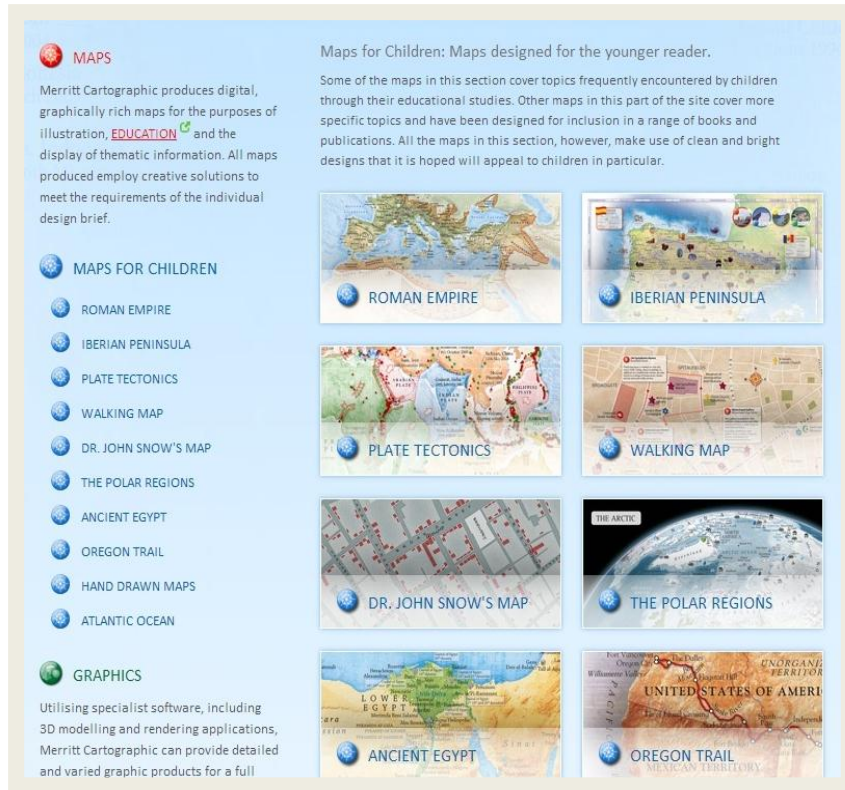 MAPS
Merritt Cartographic produces digital,
graphically rich maps for the purposes of
illustration, EDUCATION and the
display of thematic information. All maps
produced employ creative solutions to
meet the requirements of the individual
design brief.
MAPS FOR CHILDREN
ROMAN EMPIRE
IBERIAN PENINSULA
PLATE TECTONICS
WALKING MAP
DR. JOHN SNOW'S MAP
THE POLAR REGIONS
ANCIENT EGYPT
OREGON TRAIL
HAND DRAWN MAPS
ATLANTIC OCEAN
GRAPHICS
Utilising specialist software, including
3D modelling and rendering applications,
Merritt Cartographic can provide detailed
and varied graphic products for a full
Maps for Children: Maps designed for the younger reader.
Some of the maps in this section cover topics frequently encountered by children
through their educational studies. Other maps in this part of the site cover more
specific topics and have been designed for inclusion in a range of books and
publications. All the maps in this section, however, make use of clean and bright
designs that it is hoped will appeal to children in particular.
ROMAN EMPIRE
IBERIAN PENINSULA
ARABIAN
PLATE
INDIAN
PLATE
PHILIPPINE
PLATE
PLATE TECTONICS
WALKING MAP
DR. JOHN SNOW'S MAP
THE ARCTIC
THE POLAR REGIONS
LOWER
EGYPT
Sinai
ANCIENT EGYPT
UNITED STATES OF AMERI
MEXICAN TERRITORY
OREGON TRAIL